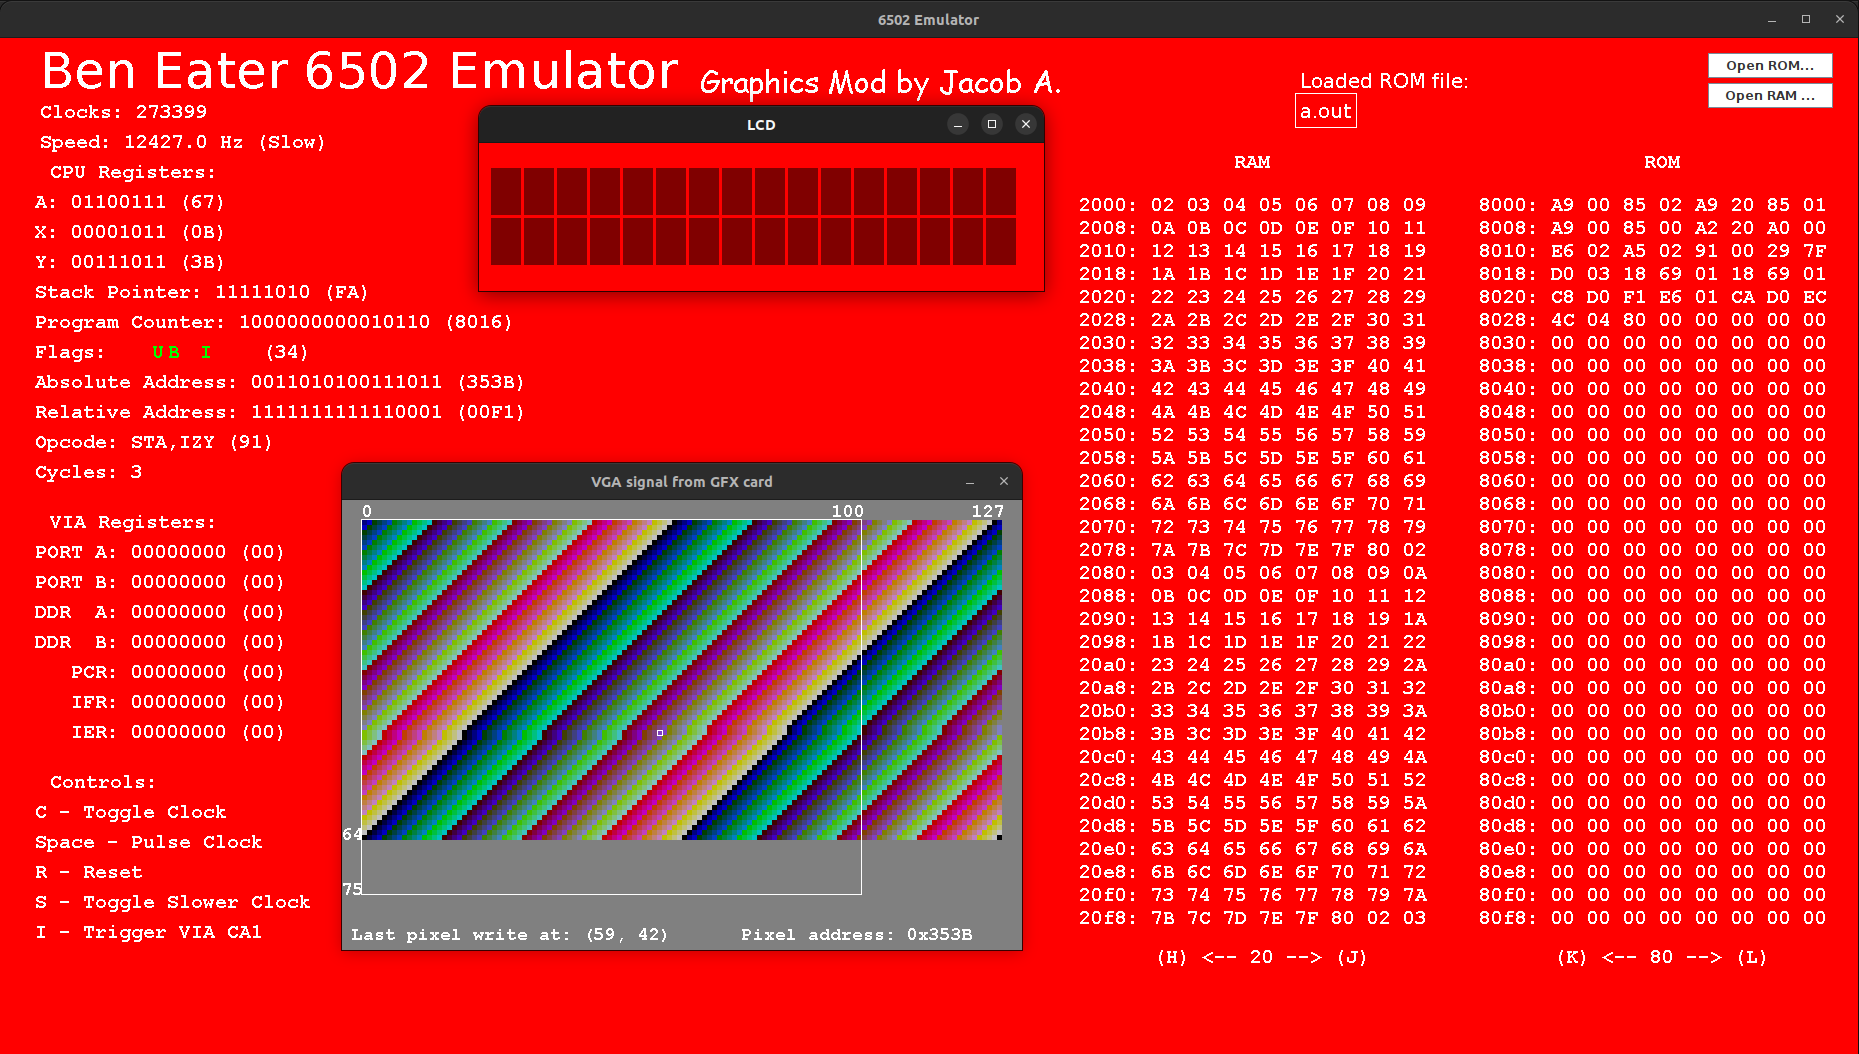 6502 Emulator
Ben Eater 6502 Emulator
Graphics Mod by Jacob A.
Loaded ROM file:
a.out
Open ROM...
Open RAM ...
Clocks: 273399
Speed: 12427.0 Hz (Slow)
CPU Registers:
A: 01100111 (67)
X: 00001011 (0B)
Y: 00111011 (3B)
Stack Pointer: 11111010 (FA)
Program Counter: 1000000000010110 (8016)
Flags: UB I (34)
Absolute Address: 0011010100111011 (353B)
Relative Address: 1111111111110001 (00F1)
Opcode: STA,IZY (91)
Cycles: 3
VIA Registers:
PORT A: 00000000 (00)
PORT B: 00000000 (00)
DDR A: 00000000 (00)
DDR B: 00000000 (00)
PCR: 00000000 (00)
IFR: 00000000 (00)
IER: 00000000 (00)
Controls:
C - Toggle Clock
Space - Pulse Clock
R - Reset
S - Toggle Slower Clock
I - Trigger VIA CA1
LCD
VGA signal from GFX card
0 100 127
64
75
Last pixel write at: (59, 42) Pixel address: 0x353B
RAM
2000: 02 03 04 05 06 07 08 09
2008: 0A 0B 0C 0D 0E 0F 10 11
2010: 12 13 14 15 16 17 18 19
2018: 1A 1B 1C 1D 1E 1F 20 21
2020: 22 23 24 25 26 27 28 29
2028: 2A 2B 2C 2D 2E 2F 30 31
2030: 32 33 34 35 36 37 38 39
2038: 3A 3B 3C 3D 3E 3F 40 41
2040: 42 43 44 45 46 47 48 49
2048: 4A 4B 4C 4D 4E 4F 50 51
2050: 52 53 54 55 56 57 58 59
2058: 5A 5B 5C 5D 5E 5F 60 61
2060: 62 63 64 65 66 67 68 69
2068: 6A 6B 6C 6D 6E 6F 70 71
2070: 72 73 74 75 76 77 78 79
2078: 7A 7B 7C 7D 7E 7F 80 02
2080: 03 04 05 06 07 08 09 0A
2088: 0B 0C 0D 0E 0F 10 11 12
2090: 13 14 15 16 17 18 19 1A
2098: 1B 1C 1D 1E 1F 20 21 22
20a0: 23 24 25 26 27 28 29 2A
20a8: 2B 2C 2D 2E 2F 30 31 32
20b0: 33 34 35 36 37 38 39 3A
20b8: 3B 3C 3D 3E 3F 40 41 42
20c0: 43 44 45 46 47 48 49 4A
20c8: 4B 4C 4D 4E 4F 50 51 52
20d0: 53 54 55 56 57 58 59 5A
20d8: 5B 5C 5D 5E 5F 60 61 62
20e0: 63 64 65 66 67 68 69 6A
20e8: 6B 6C 6D 6E 6F 70 71 72
20f0: 73 74 75 76 77 78 79 7A
20f8: 7B 7C 7D 7E 7F 80 02 03
(H) <-- 20 --> (J)
ROM
8000: A9 00 85 02 A9 20 85 01
8008: A9 00 85 00 A2 20 A0 00
8010: E6 02 A5 02 91 00 29 7F
8018: D0 03 18 69 01 18 69 01
8020: C8 D0 F1 E6 01 CA D0 EC
8028: 4C 04 80 00 00 00 00 00
8030: 00 00 00 00 00 00 00 00
8038: 00 00 00 00 00 00 00 00
8040: 00 00 00 00 00 00 00 00
8048: 00 00 00 00 00 00 00 00
8050: 00 00 00 00 00 00 00 00
8058: 00 00 00 00 00 00 00 00
8060: 00 00 00 00 00 00 00 00
8068: 00 00 00 00 00 00 00 00
8070: 00 00 00 00 00 00 00 00
8078: 00 00 00 00 00 00 00 00
8080: 00 00 00 00 00 00 00 00
8088: 00 00 00 00 00 00 00 00
8090: 00 00 00 00 00 00 00 00
8098: 00 00 00 00 00 00 00 00
80a0: 00 00 00 00 00 00 00 00
80a8: 00 00 00 00 00 00 00 00
80b0: 00 00 00 00 00 00 00 00
80b8: 00 00 00 00 00 00 00 00
80c0: 00 00 00 00 00 00 00 00
80c8: 00 00 00 00 00 00 00 00
80d0: 00 00 00 00 00 00 00 00
80d8: 00 00 00 00 00 00 00 00
80e0: 00 00 00 00 00 00 00 00
80e8: 00 00 00 00 00 00 00 00
80f0: 00 00 00 00 00 00 00 00
80f8: 00 00 00 00 00 00 00 00
(K) <-- 80 --> (L)